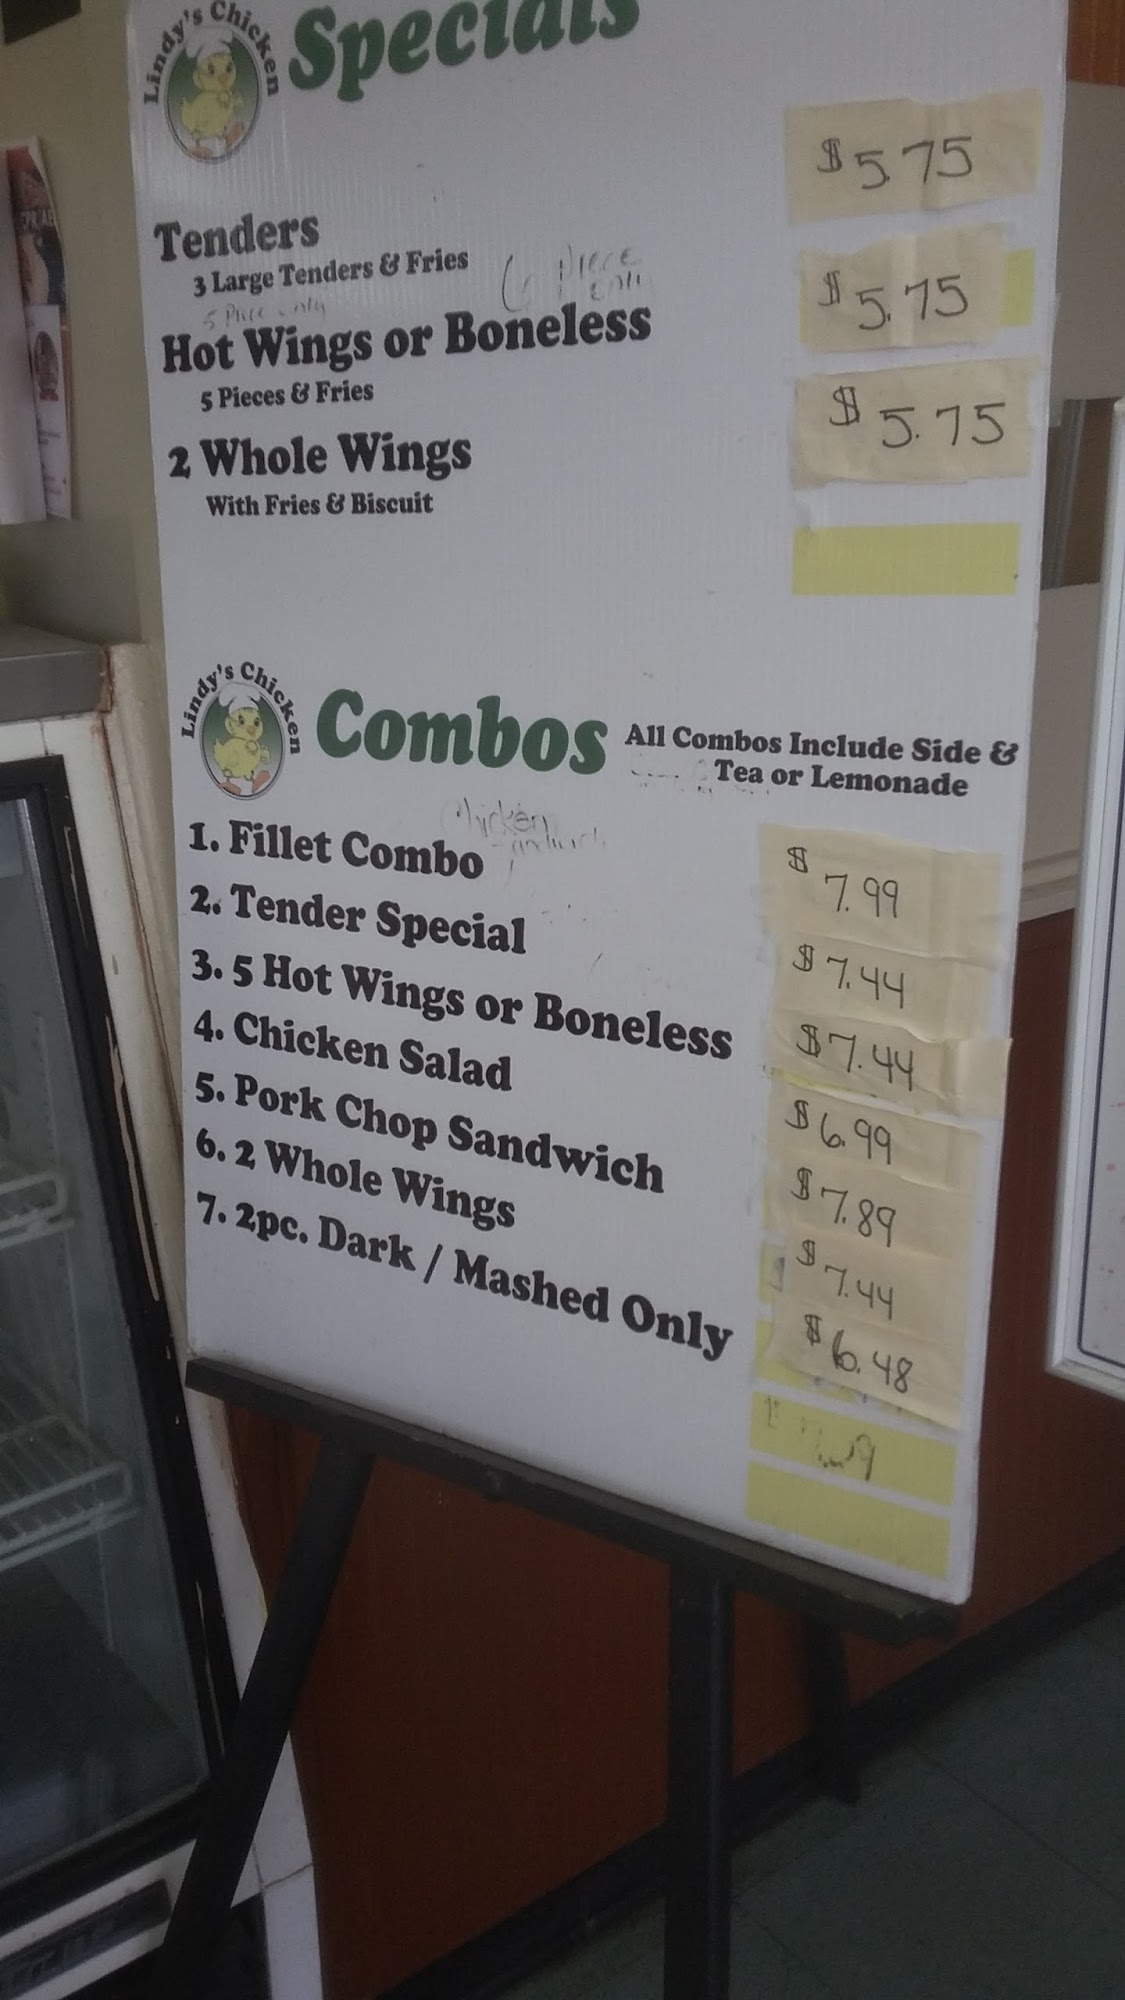 Lindy's Chicken
Specials
$5.75
Tenders
3 Large Tenders & Fries
6 Piece
only
$5.75
5 Piece only
Hot Wings or Boneless
5 Pieces & Fries
$5.75
2 Whole Wings
With Fries & Biscuit
Lindy's Chicken
Combos
All Combos Include Side &
Tea or Lemonade
Chicken
1. Fillet Combo $7.99
2. Tender Special $7.44
3. 5 Hot Wings or Boneless $7.44
4. Chicken Salad $6.99
5. Pork Chop Sandwich $7.89
6. 2 Whole Wings $7.44
7. 2pc. Dark / Mashed Only $6.48